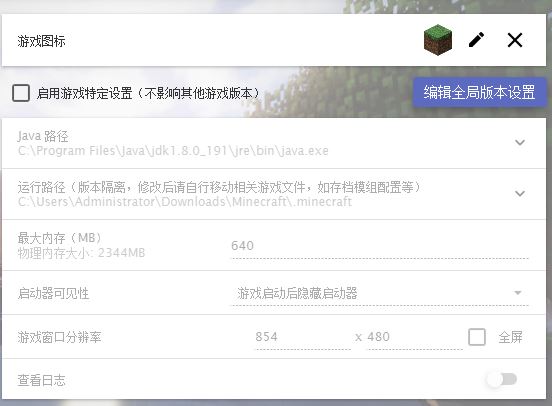 游戏图标
启用游戏特定设置（不影响其他游戏版本）
编辑全局版本设置
Java 路径
C:\Program Files\Java\jdk1.8.0_191\jre\bin\java.exe
运行路径（版本隔离，修改后请自行移动相关游戏文件，如存档模组配置等）
C:\Users\Administrator\Downloads\Minecraft\.minecraft
最大内存（MB）
物理内存大小: 2344MB
640
启动器可见性
游戏启动后隐藏启动器
游戏窗口分辨率
854 x 480
全屏
查看日志